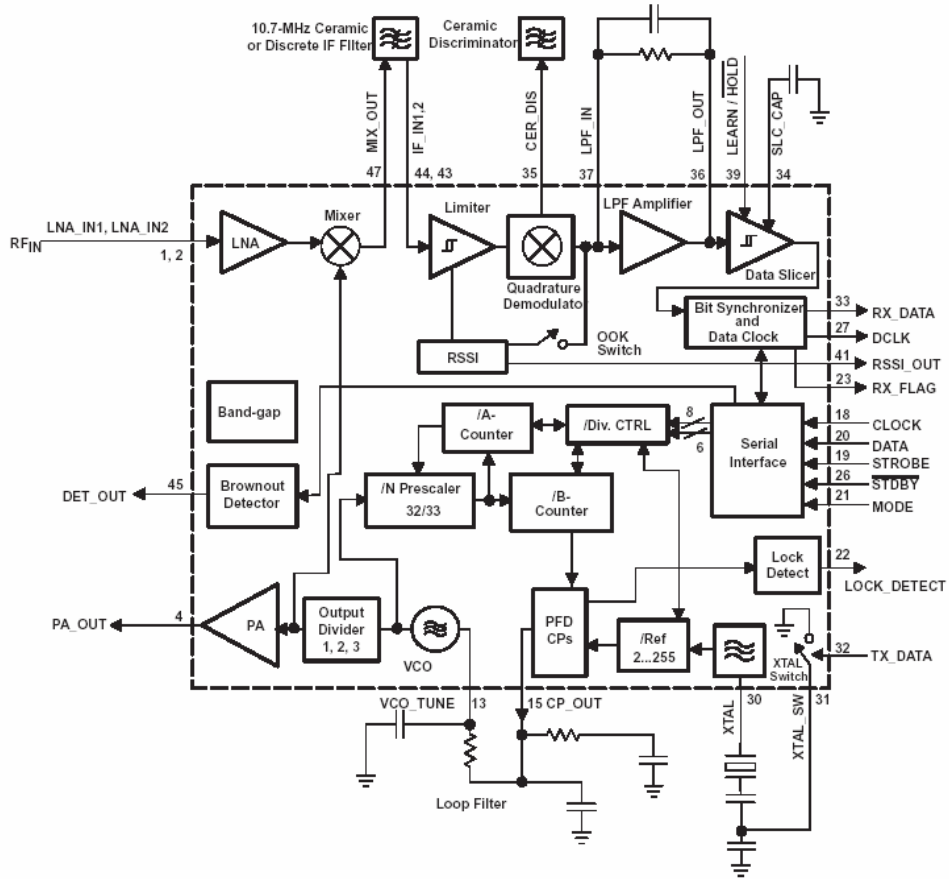 10.7-MHz Ceramic
or Discrete IF Filter
Ceramic
Discriminator
MIX_OUT
IF_IN1,2
CER_DIS
LPF_IN
LPF_OUT
LEARN / HOLD
SLC_CAP
47
44, 43
35
37
36
39
34
RFIN
LNA_IN1, LNA_IN2
1, 2
LNA
Mixer
Limiter
Quadrature
Demodulator
LPF Amplifier
Data Slicer
Bit Synchronizer
and
Data Clock
33
RX_DATA
27
DCLK
41
RSSI_OUT
23
RX_FLAG
RSSI
OOK
Switch
Band-gap
/A-
Counter
/Div. CTRL
8
6
Serial
Interface
18
CLOCK
20
DATA
19
STROBE
26
STDBY
21
MODE
DET_OUT
45
Brownout
Detector
/N Prescaler
32/33
/B-
Counter
Lock
Detect
22
LOCK_DETECT
PA_OUT
4
PA
Output
Divider
1, 2, 3
VCO
PFD
CPs
/Ref
2...255
XTAL
Switch
32
TX_DATA
VCO_TUNE
13
15 CP_OUT
30
31
XTAL
XTAL_SW
Loop Filter